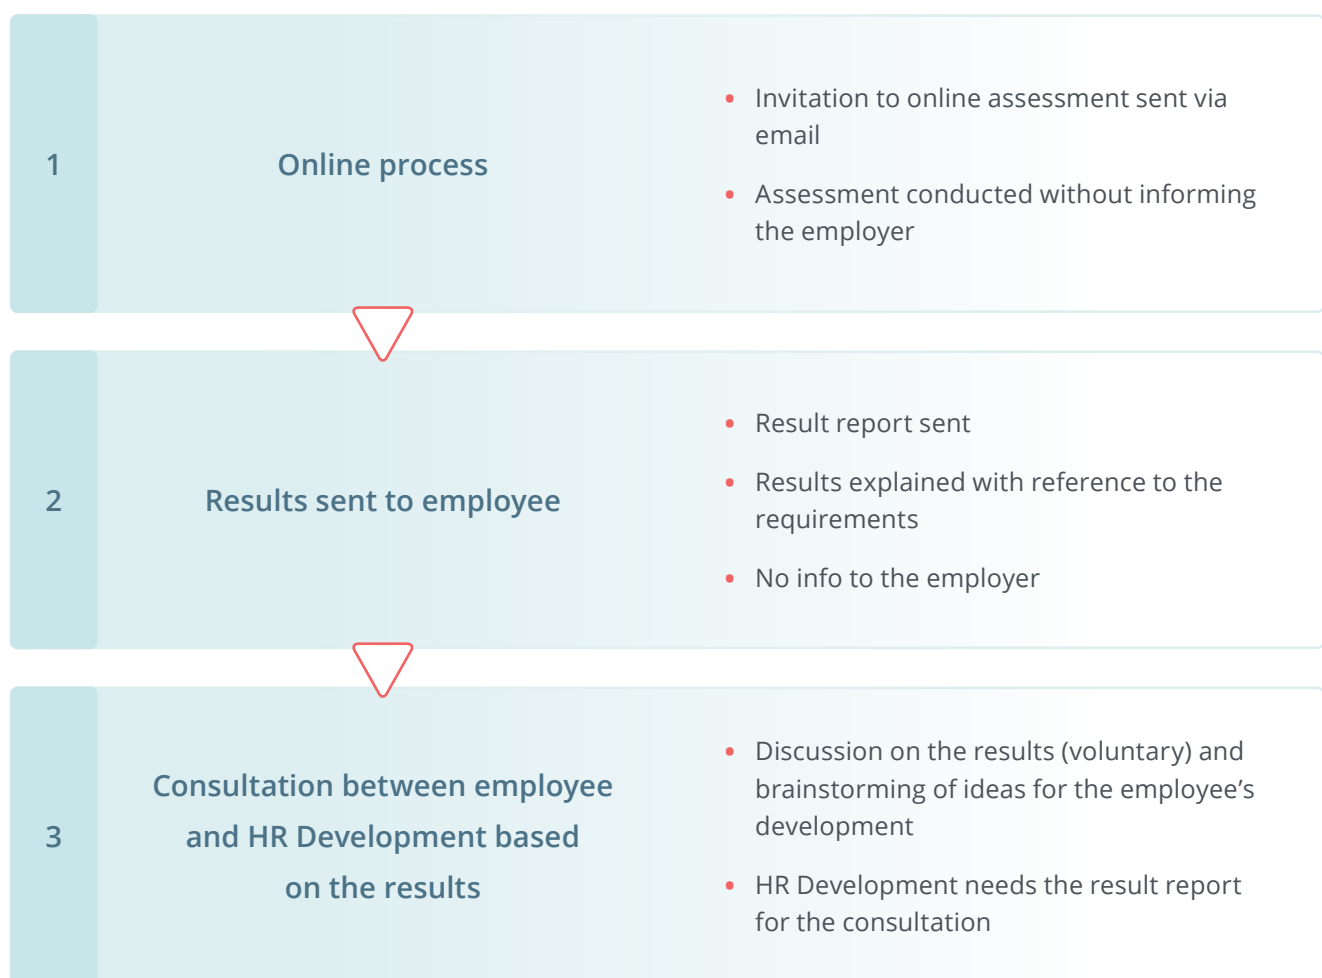 1
Online process
• Invitation to online assessment sent via
email
• Assessment conducted without informing
the employer
2
Results sent to employee
• Result report sent
• Results explained with reference to the
requirements
• No info to the employer
3
Consultation between employee
and HR Development based
on the results
• Discussion on the results (voluntary) and
brainstorming of ideas for the employee’s
development
• HR Development needs the result report
for the consultation